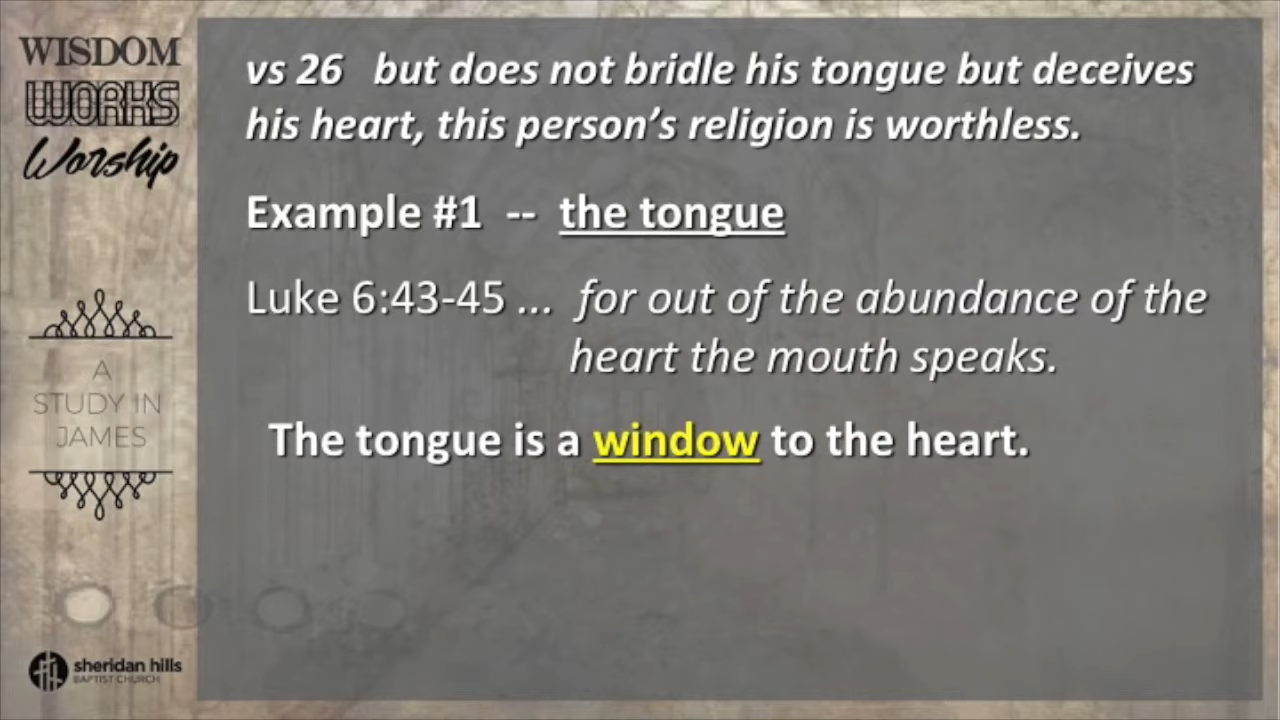 WISDOM
WORKS
Worship
A
STUDY IN
JAMES
sheridan hills
BAPTIST CHURCH
vs 26 but does not bridle his tongue but deceives
his heart, this person’s religion is worthless.
Example #1 -- the tongue
Luke 6:43-45 ... for out of the abundance of the
heart the mouth speaks.
The tongue is a window to the heart.